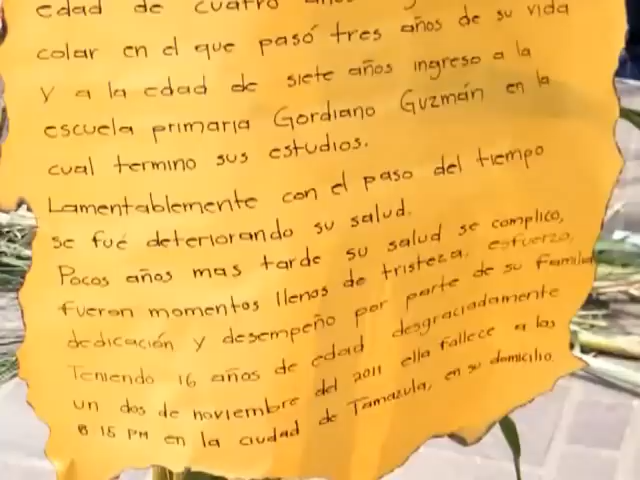 edad de cuatro
colar en el que pasó tres años de su vida
y a la edad de siete años ingreso a la
escuela primaria Gordiano Guzmán en la
cual termino sus estudios.
Lamentablemente con el paso del tiempo
se fué deteriorando su salud.
Pocos años mas tarde su salud se complico,
fueron momentos llenos de tristeza, esfuerzo,
dedicación y desempeño por parte de su familia
Teniendo 16 años de edad desgraciadamente
un dos de noviembre del 2011 ella fallece a las
8 15 PM en la ciudad de Tamazula, en su domicilio.